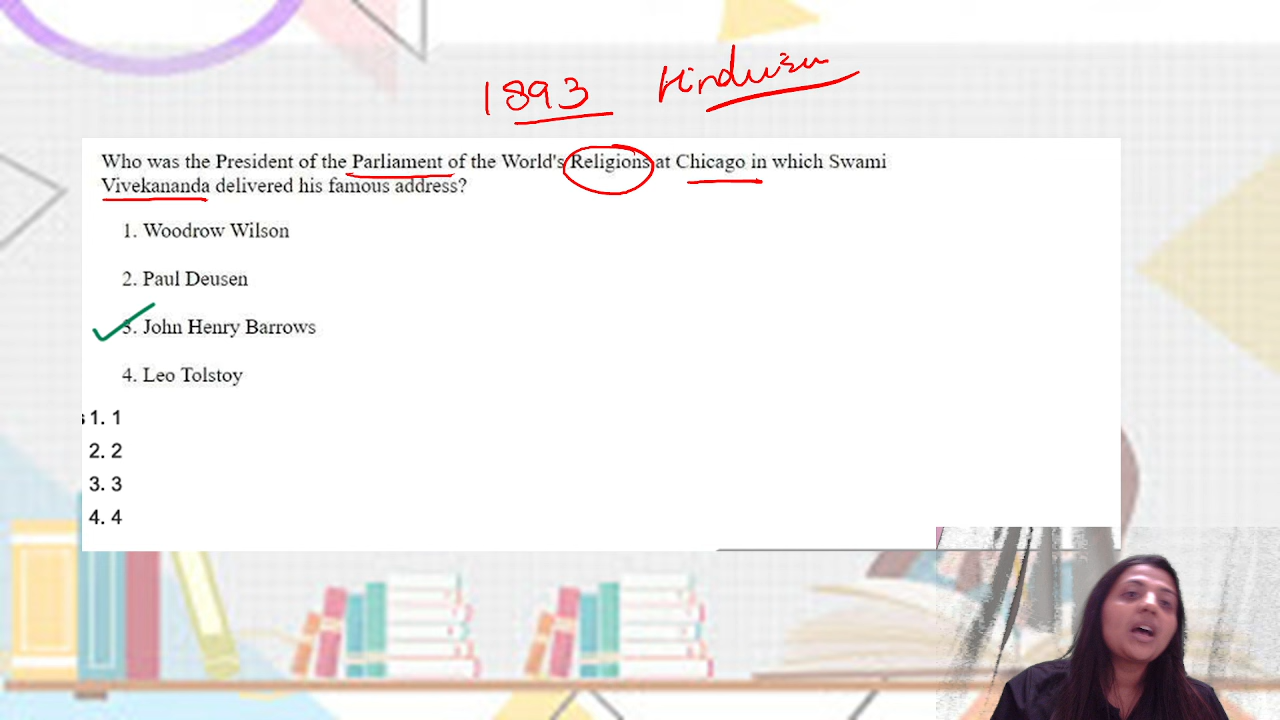 1893 Hinduism
Who was the President of the Parliament of the World's Religions at Chicago in which Swami
Vivekananda delivered his famous address?
1. Woodrow Wilson
2. Paul Deusen
3. John Henry Barrows
4. Leo Tolstoy
1. 1
2. 2
3. 3
4. 4